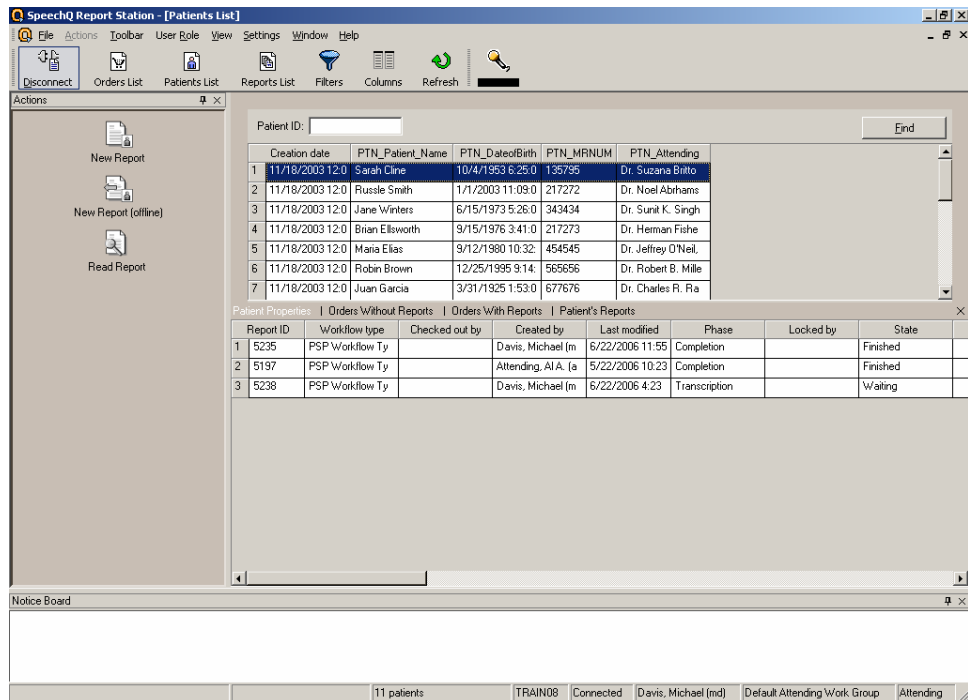 SpeechQ Report Station - [Patients List]
File Actions Toolbar User Role View Settings Window Help
Disconnect Orders List Patients List Reports List Filters Columns Refresh
Actions
New Report
New Report (offline)
Read Report
Patient ID: Find
Creation date PTN_Patient_Name PTN_DateofBirth PTN_MRNUM PTN_Attending
1 11/18/2003 12:0 Sarah Cline 10/4/1953 6:25:0 135795 Dr. Suzana Britto
2 11/18/2003 12:0 Russle Smith 1/1/2003 11:09:0 217272 Dr. Noel Abrhams
3 11/18/2003 12:0 Jane Winters 6/15/1973 5:26:0 343434 Dr. Sunit K. Singh
4 11/18/2003 12:0 Brian Ellsworth 9/15/1976 3:41:0 217273 Dr. Herman Fishe
5 11/18/2003 12:0 Maria Elias 9/12/1980 10:32: 454545 Dr. Jeffrey O'Neil,
6 11/18/2003 12:0 Robin Brown 12/25/1995 9:14: 565656 Dr. Robert B. Mille
7 11/18/2003 12:0 Juan Garcia 3/31/1925 1:53:0 677676 Dr. Charles R. Ra
Patient Properties | Orders Without Reports | Orders With Reports | Patient's Reports
Report ID Workflow type Checked out by Created by Last modified Phase Locked by State
1 5235 PSP Workflow Ty Davis, Michael (m 6/22/2006 11:55 Completion Finished
2 5197 PSP Workflow Ty Attending, Al A. (a 5/22/2006 10:23 Completion Finished
3 5238 PSP Workflow Ty Davis, Michael (m 6/22/2006 4:23 Transcription Waiting
Notice Board
11 patients TRAIN08 Connected Davis, Michael (md) Default Attending Work Group Attending